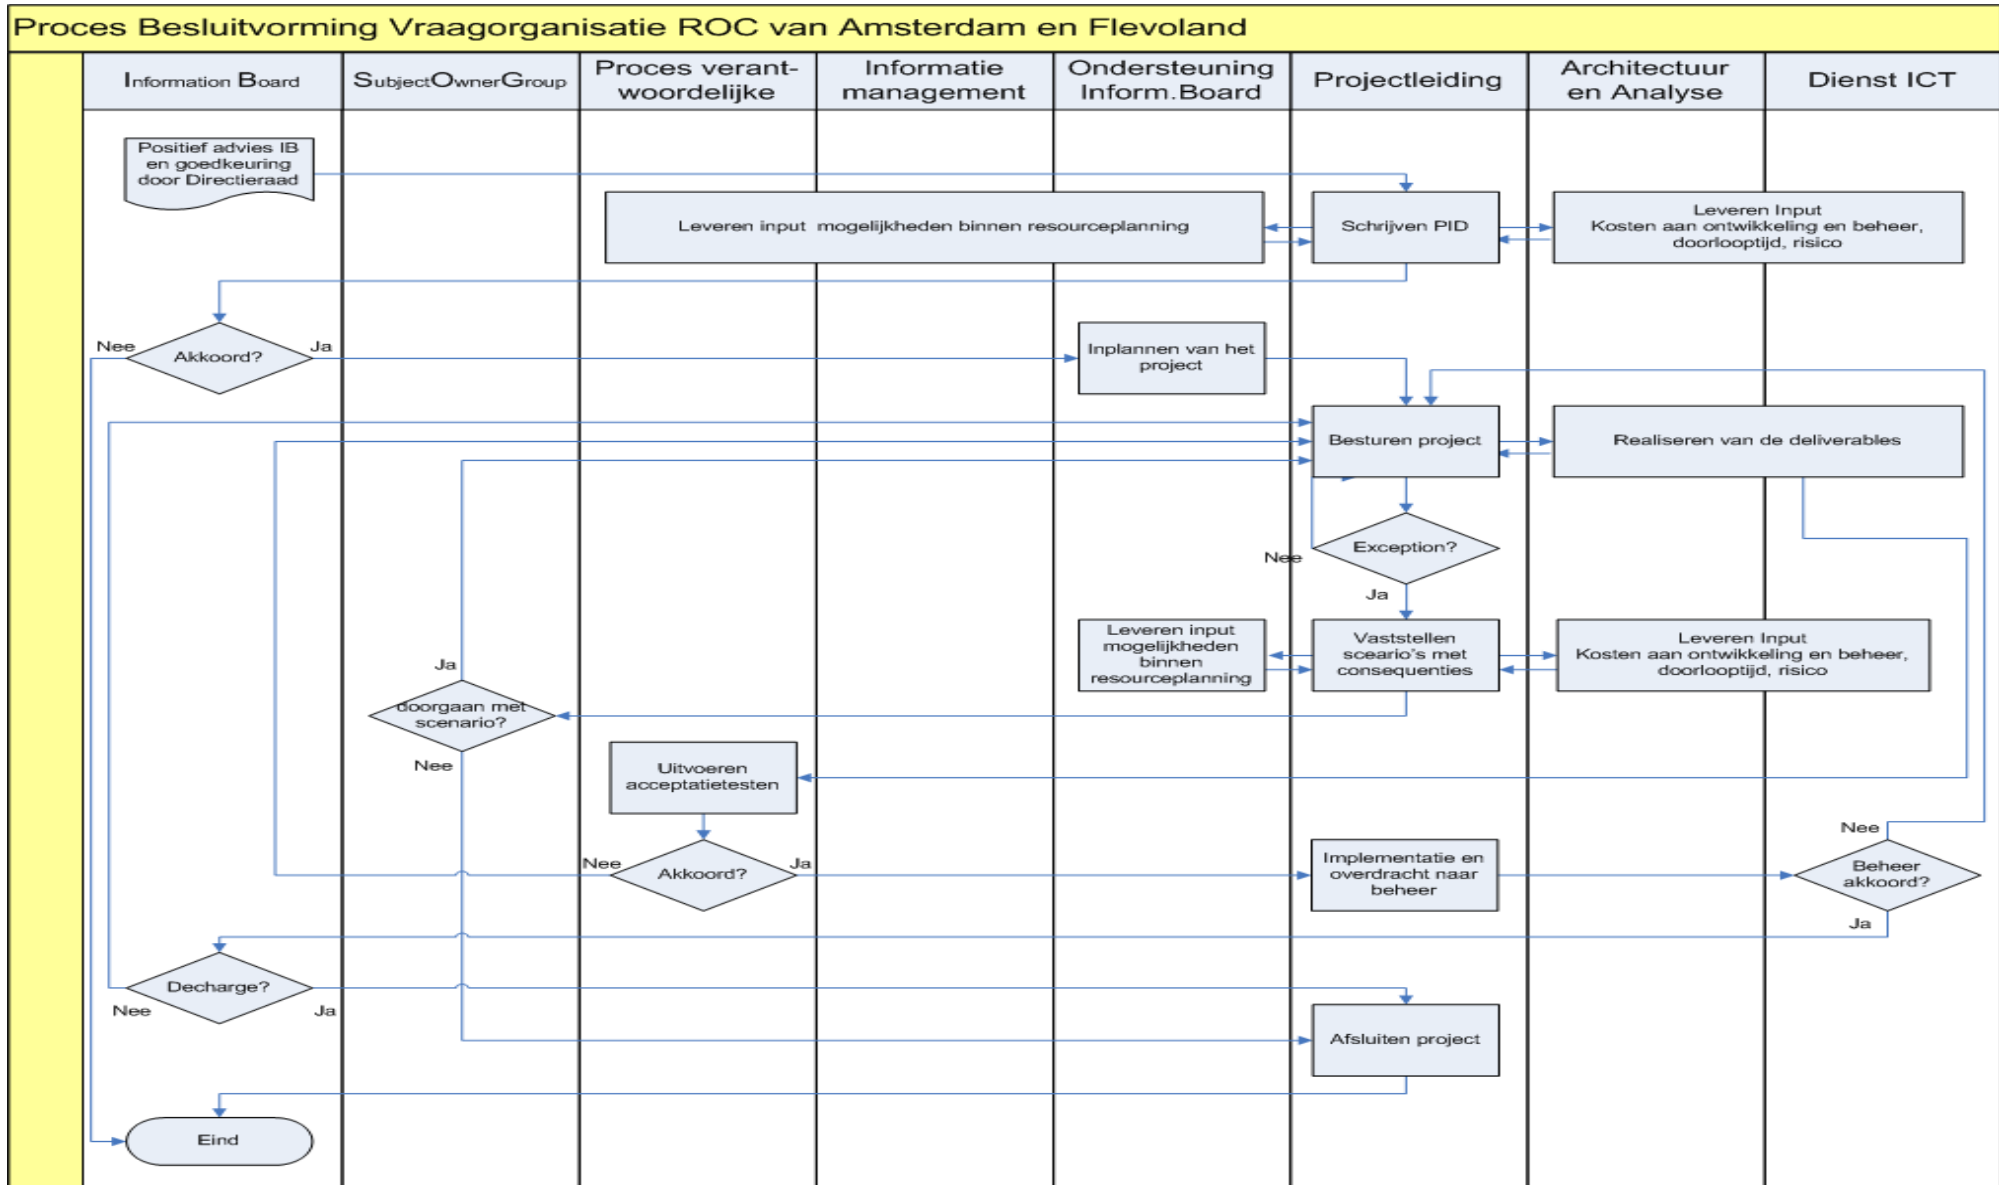 Proces Besluitvorming Vraagorganisatie ROC van Amsterdam en Flevoland
Information Board
SubjectOwnerGroup
Proces verant-
woordelijke
Informatie
management
Ondersteuning
Inform.Board
Projectleiding
Architectuur
en Analyse
Dienst ICT
Positief advies IB
en goedkeuring
door Directieraad
Leveren input mogelijkheden binnen resourceplanning
Schrijven PID
Leveren Input
Kosten aan ontwikkeling en beheer,
doorlooptijd, risico
Nee
Akkoord?
Ja
Inplannen van het
project
Besturen project
Realiseren van de deliverables
Exception?
Nee
Ja
Leveren input
mogelijkheden
binnen
resourceplanning
Vaststellen
sceario's met
consequenties
Leveren Input
Kosten aan ontwikkeling en beheer,
doorlooptijd, risico
Ja
doorgaan met
scenario?
Nee
Uitvoeren
acceptatietesten
Nee
Akkoord?
Ja
Implementatie en
overdracht naar
beheer
Nee
Beheer
akkoord?
Ja
Decharge?
Nee
Ja
Afsluiten project
Eind